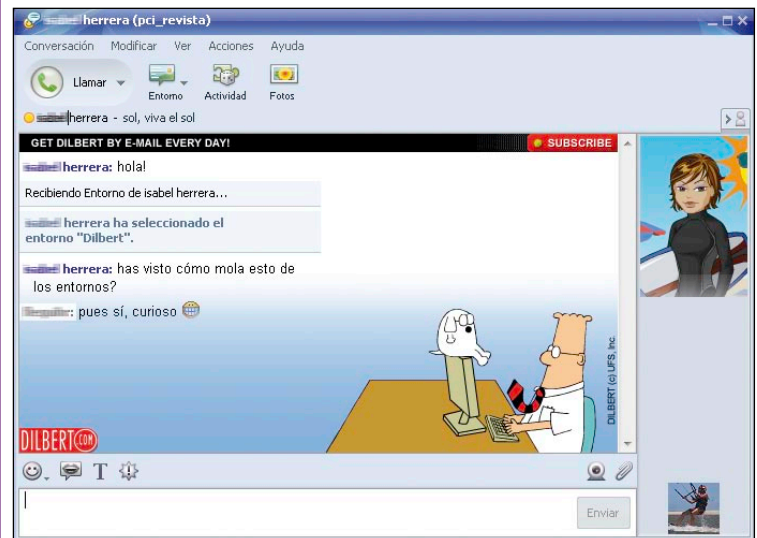 herrera (pci_revista)
Conversación Modificar Ver Acciones Ayuda
Llamar
Entorno Actividad Fotos
herrera - sol, viva el sol
GET DILBERT BY E-MAIL EVERY DAY! SUBSCRIBE
herrera: hola!
Recibiendo Entorno de isabel herrera...
herrera ha seleccionado el
entorno "Dilbert".
herrera: has visto cómo mola esto de
los entornos?
: pues sí, curioso
DILBERT (c) UFS, Inc.
DILBERT.COM
T
Enviar